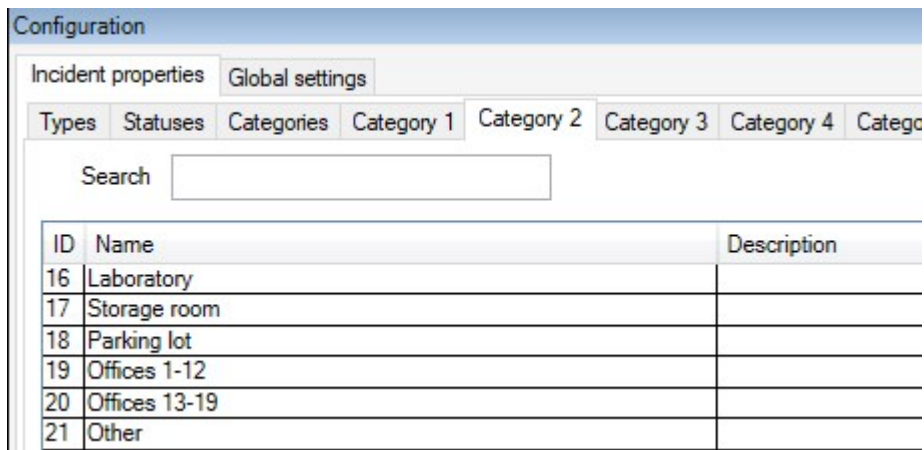 Configuration
Incident properties Global settings
Types Statuses Categories Category 1 Category 2 Category 3 Category 4 Catego
Search
ID Name Description
16 Laboratory
17 Storage room
18 Parking lot
19 Offices 1-12
20 Offices 13-19
21 Other